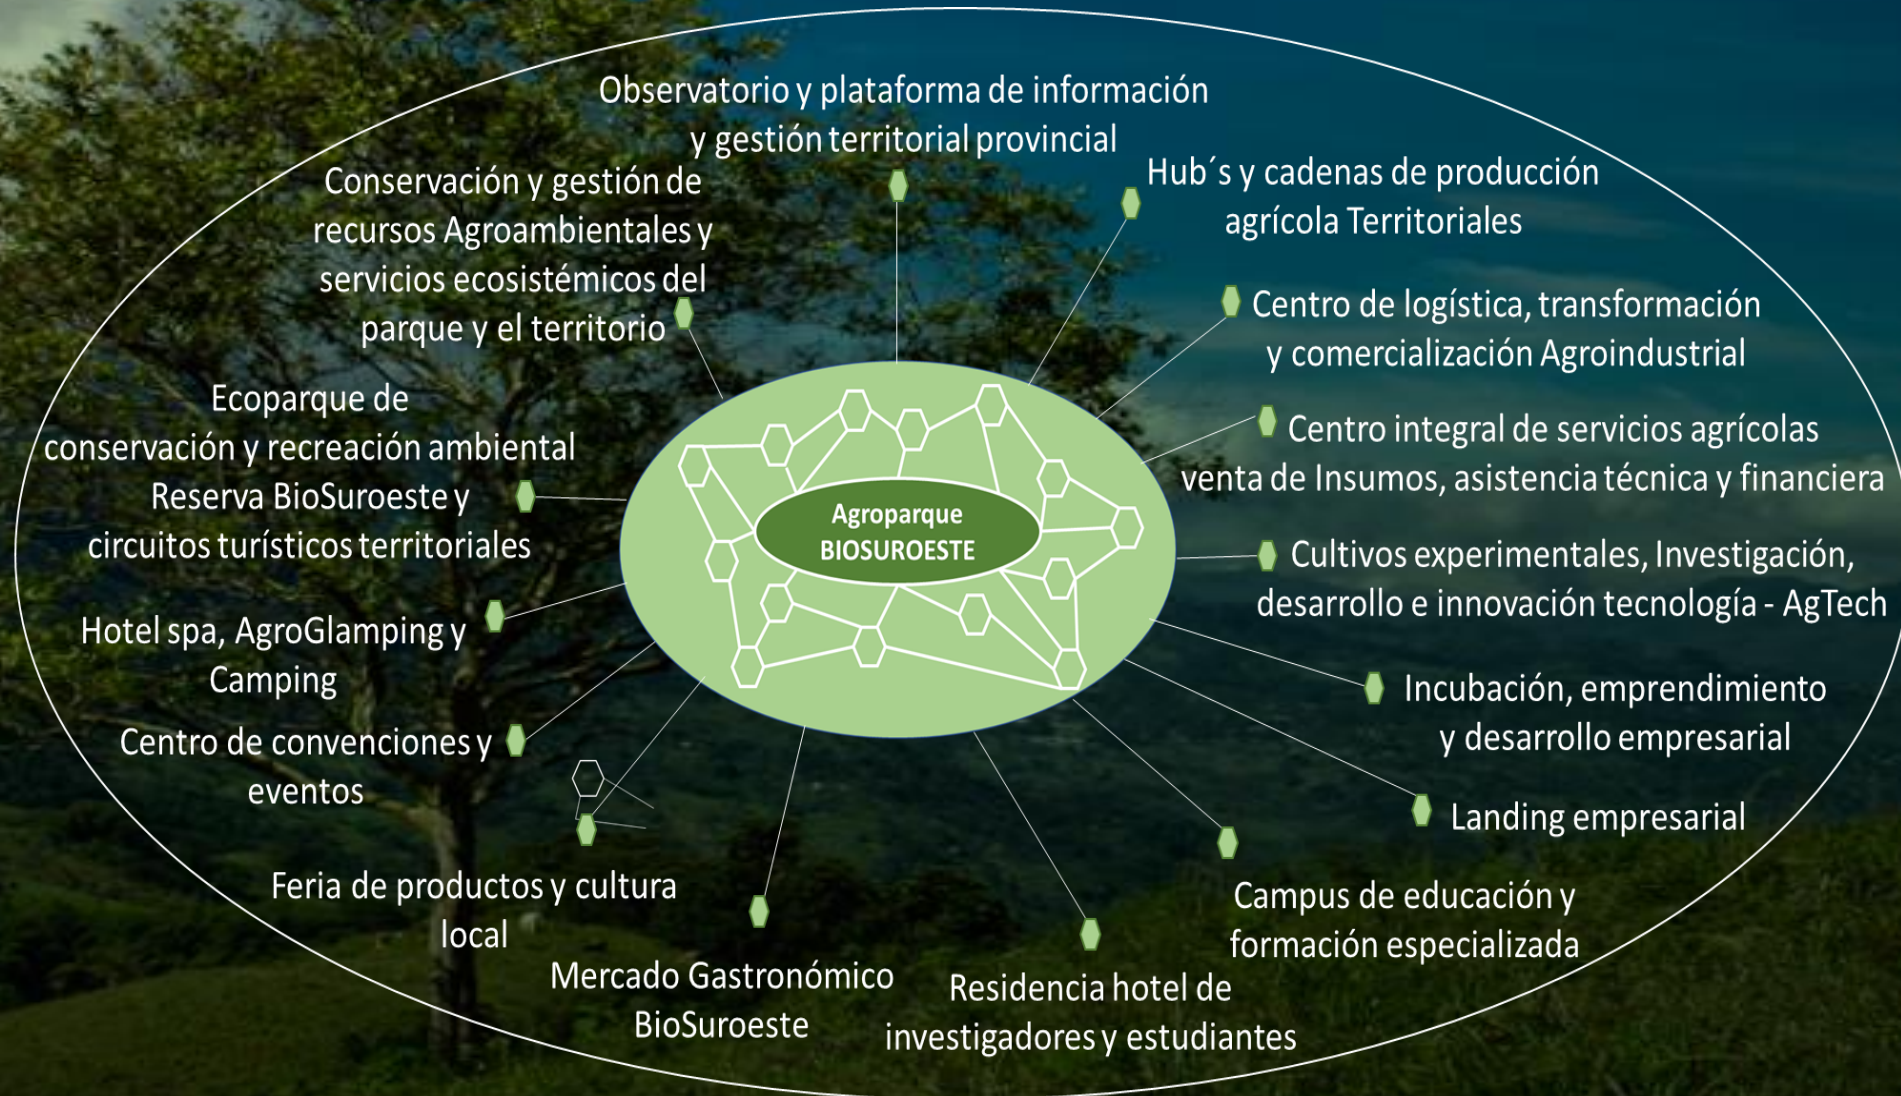 Observatorio y plataforma de información
y gestión territorial provincial
Hub´s y cadenas de producción
agrícola Territoriales
Centro de logística, transformación
y comercialización Agroindustrial
Centro integral de servicios agrícolas
venta de Insumos, asistencia técnica y financiera
Cultivos experimentales, Investigación,
desarrollo e innovación tecnología - AgTech
Incubación, emprendimiento
y desarrollo empresarial
Landing empresarial
Campus de educación y
formación especializada
Residencia hotel de
investigadores y estudiantes
Mercado Gastronómico
BioSuroeste
Feria de productos y cultura
local
Centro de convenciones y
eventos
Hotel spa, AgroGlamping y
Camping
Ecoparque de
conservación y recreación ambiental
Reserva BioSuroeste y
circuitos turísticos territoriales
Conservación y gestión de
recursos Agroambientales y
servicios ecosistémicos del
parque y el territorio
Agroparque
BIOSUROESTE